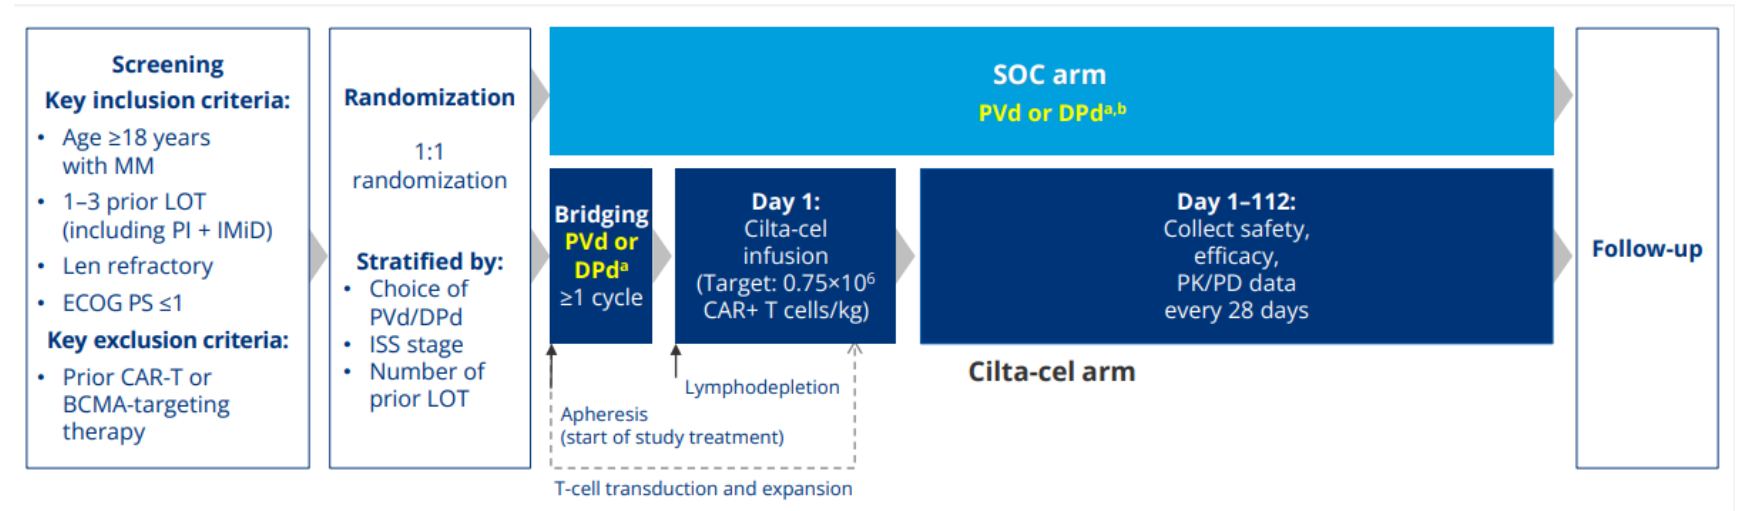 Screening
Key inclusion criteria:
• Age ≥18 years
with MM
• 1–3 prior LOT
(including PI + IMiD)
• Len refractory
• ECOG PS ≤1
Key exclusion criteria:
• Prior CAR-T or
BCMA-targeting
therapy
Randomization
1:1
randomization
Stratified by:
• Choice of
PVd/DPd
• ISS stage
• Number of
prior LOT
SOC arm
PVd or DPdᵃ,ᵇ
Bridging
PVd or
DPdᵃ
≥1 cycle
Day 1:
Cilta-cel
infusion
(Target: 0.75×10⁶
CAR+ T cells/kg)
Day 1–112:
Collect safety,
efficacy,
PK/PD data
every 28 days
Cilta-cel arm
Lymphodepletion
Apheresis
(start of study treatment)
T-cell transduction and expansion
Follow-up